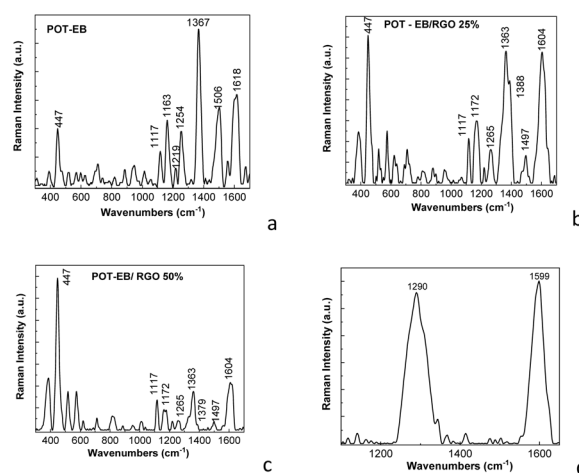 POT-EB
1367
447
1117
1163
1219
1254
1506
1618
Raman Intensity (a.u.)
400 600 800 1000 1200 1400 1600
Wavenumbers (cm-1)
a
POT - EB/RGO 25%
447
1117
1172
1265
1363
1388
1497
1604
Raman Intensity (a.u.)
400 600 800 1000 1200 1400 1600
Wavenumbers (cm-1)
b
POT-EB/ RGO 50%
447
1117
1172
1265
1363
1379
1497
1604
Raman Intensity (a.u.)
400 600 800 1000 1200 1400 1600
Wavenumbers (cm-1)
c
1290
1599
Raman Intensity (a.u.)
1200 1400 1600
Wavenumbers (cm-1)